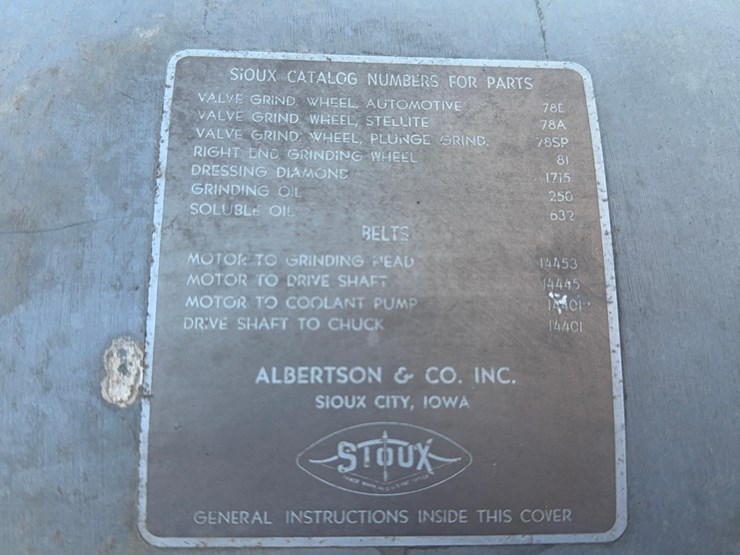 SIOUX CATALOG NUMBERS FOR PARTS
VALVE GRIND. WHEEL, AUTOMOTIVE 78E
VALVE GRIND. WHEEL, STELLITE 78A
VALVE GRIND. WHEEL, PLUNGE GRIND. 78SP
RIGHT END GRINDING WHEEL 81
DRESSING DIAMOND 1715
GRINDING OIL 250
SOLUBLE OIL 632
BELTS
MOTOR TO GRINDING HEAD 14453
MOTOR TO DRIVE SHAFT 14445
MOTOR TO COOLANT PUMP 14401
DRIVE SHAFT TO CHUCK 14401
ALBERTSON & CO. INC.
SIOUX CITY, IOWA
SIOUX
GENERAL INSTRUCTIONS INSIDE THIS COVER